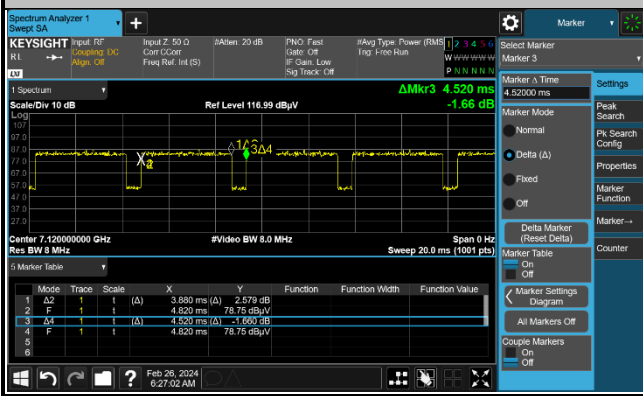 Spectrum Analyzer 1
Swept SA
+
Marker
KEYSIGHT Input: RF
RL
Coupling: DC
Align: Off
Input Z: 50 Ω
Corr CCorr
Freq Ref: Int (S)
#Atten: 20 dB
PNO: Fast
Gate: Off
IF Gain: Low
Sig Track: Off
#Avg Type: Power (RMS
Trig: Free Run
1 2 3 4 5 6
W W W W W W
P N N N N N
LXI
Select Marker
Marker 3
1 Spectrum
Scale/Div 10 dB
Ref Level 116.99 dBµV
ΔMkr3 4.520 ms
-1.66 dB
Log
107
97.0
87.0
77.0
67.0
57.0
47.0
37.0
27.0
3Δ4
Center 7.120000000 GHz
Res BW 8 MHz
#Video BW 8.0 MHz
Span 0 Hz
Sweep 20.0 ms (1001 pts)
5 Marker Table
Mode Trace Scale X Y Function Function Width Function Value
1 Δ2 1 t (Δ) 3.880 ms (Δ) 2.579 dB
2 F 1 t 4.820 ms 78.75 dBµV
3 Δ4 1 t (Δ) 4.520 ms (Δ) -1.660 dB
4 F 1 t 4.820 ms 78.75 dBµV
5
6
Marker Δ Time
4.52000 ms
Marker Mode
Normal
Delta (Δ)
Fixed
Off
Delta Marker
(Reset Delta)
Marker Table
On
Off
Marker Settings
Diagram
All Markers Off
Couple Markers
On
Off
Settings
Peak
Search
Pk Search
Config
Properties
Marker
Function
Marker→
Counter
?
Feb 26, 2024
6:27:02 AM